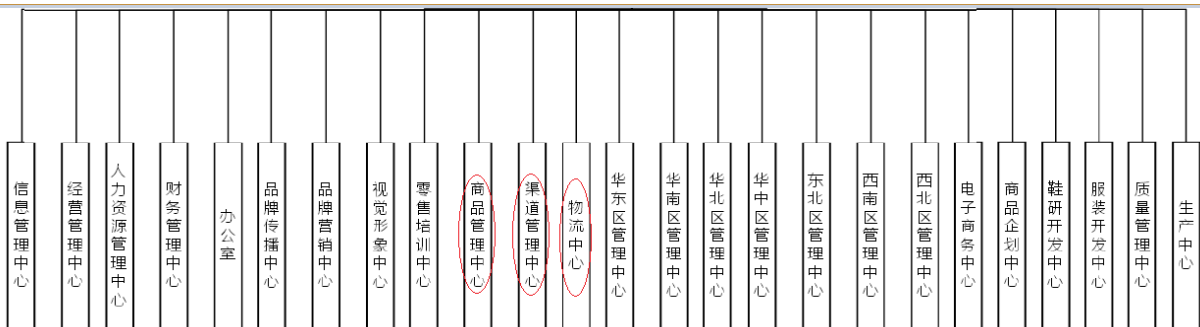 信息管理中心
经营管理中心
人力资源管理中心
财务管理中心
办公室
品牌传播中心
品牌营销中心
视觉形象中心
零售培训中心
商品管理中心
渠道管理中心
物流中心
华东区管理中心
华南区管理中心
华北区管理中心
华中区管理中心
东北区管理中心
西南区管理中心
西北区管理中心
电子商务中心
商品企划中心
鞋研开发中心
服装开发中心
质量管理中心
生产中心